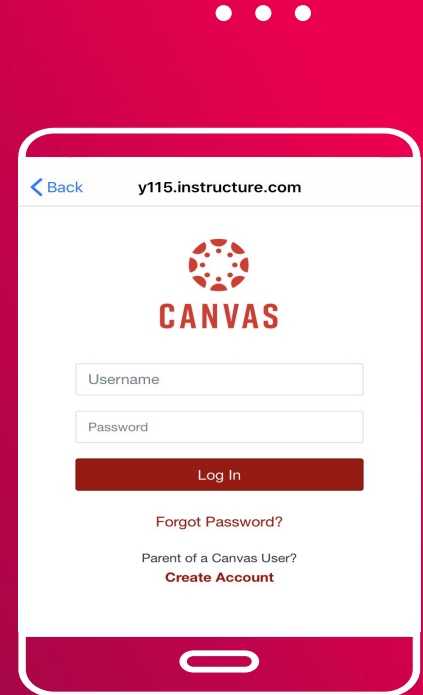 Back y115.instructure.com
CANVAS
Username
Password
Log In
Forgot Password?
Parent of a Canvas User?
Create Account